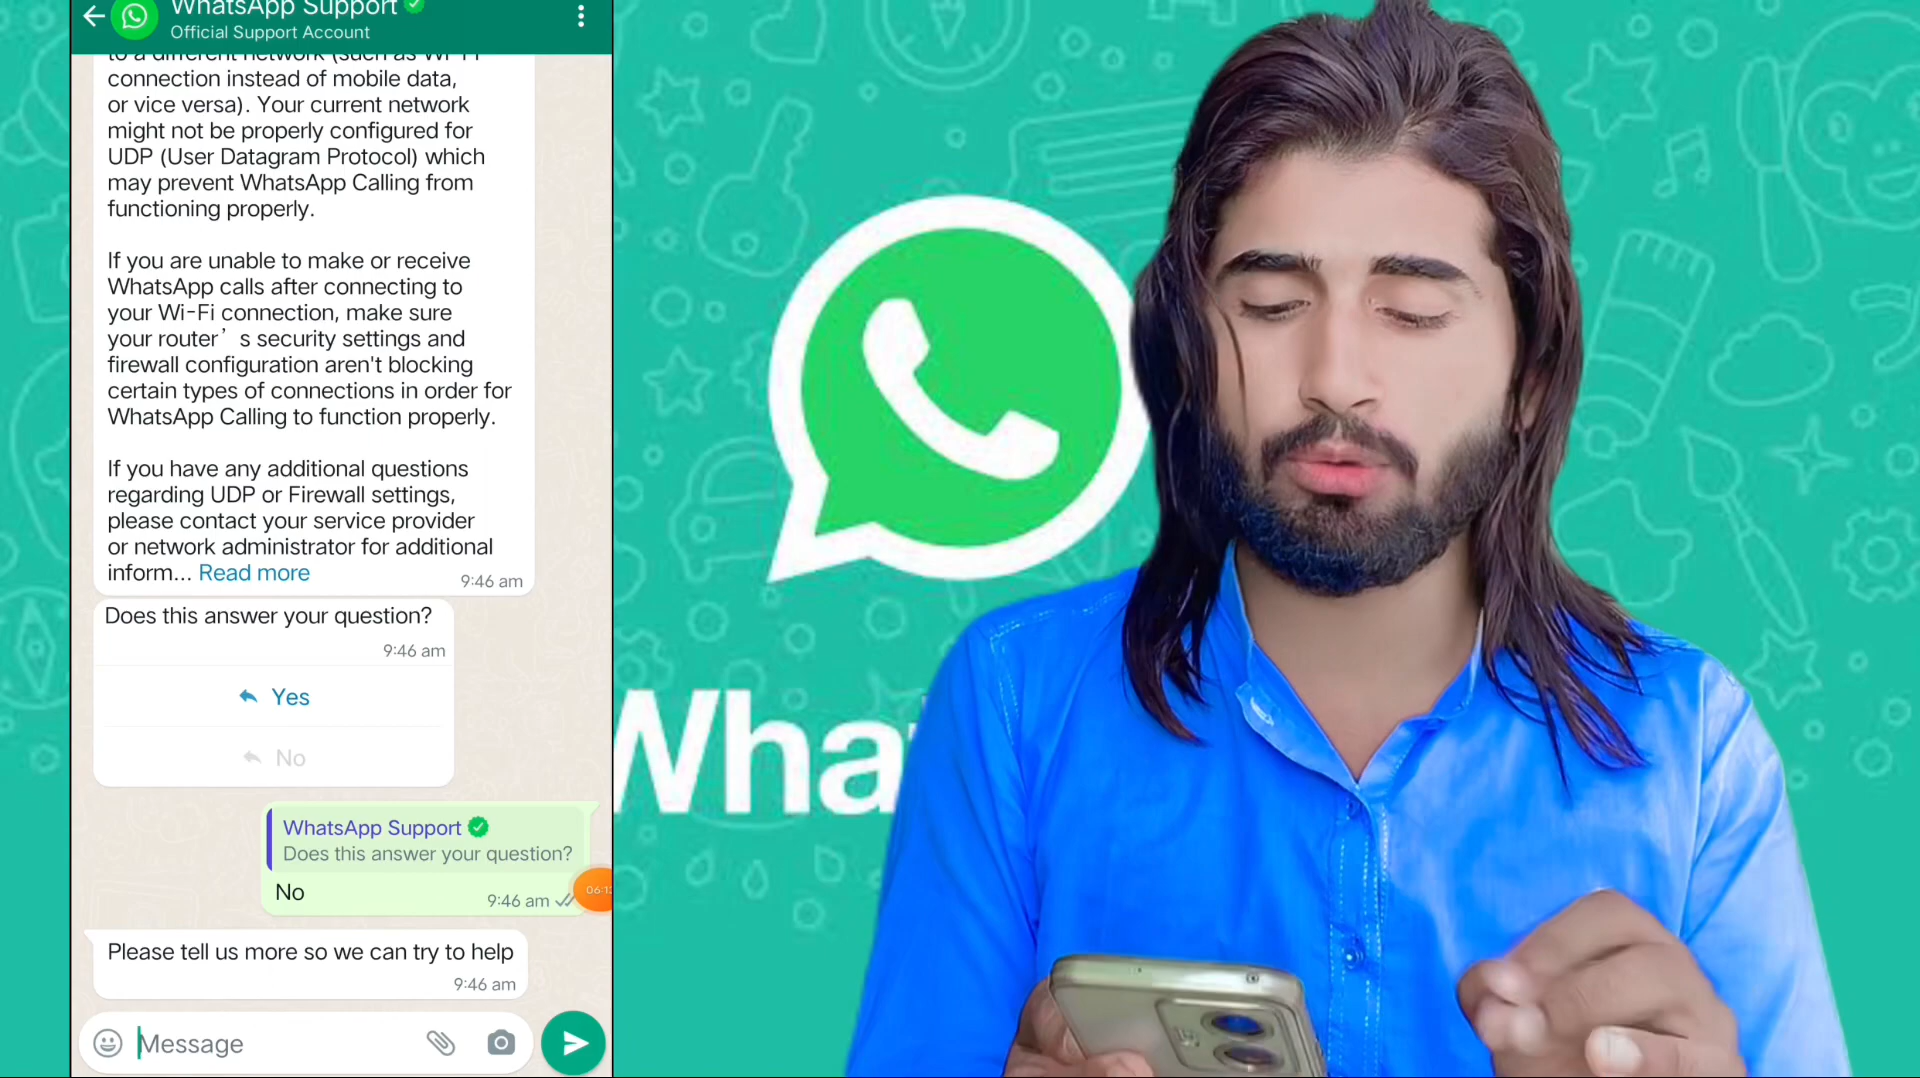 WhatsApp Support
Official Support Account
to a different network (such as Wi-Fi
connection instead of mobile data,
or vice versa). Your current network
might not be properly configured for
UDP (User Datagram Protocol) which
may prevent WhatsApp Calling from
functioning properly.
If you are unable to make or receive
WhatsApp calls after connecting to
your Wi-Fi connection, make sure
your router’s security settings and
firewall configuration aren't blocking
certain types of connections in order for
WhatsApp Calling to function properly.
If you have any additional questions
regarding UDP or Firewall settings,
please contact your service provider
or network administrator for additional
inform... Read more
9:46 am
Does this answer your question?
9:46 am
Yes
No
WhatsApp Support
Does this answer your question?
No
9:46 am
Please tell us more so we can try to help
9:46 am
Message
Wha